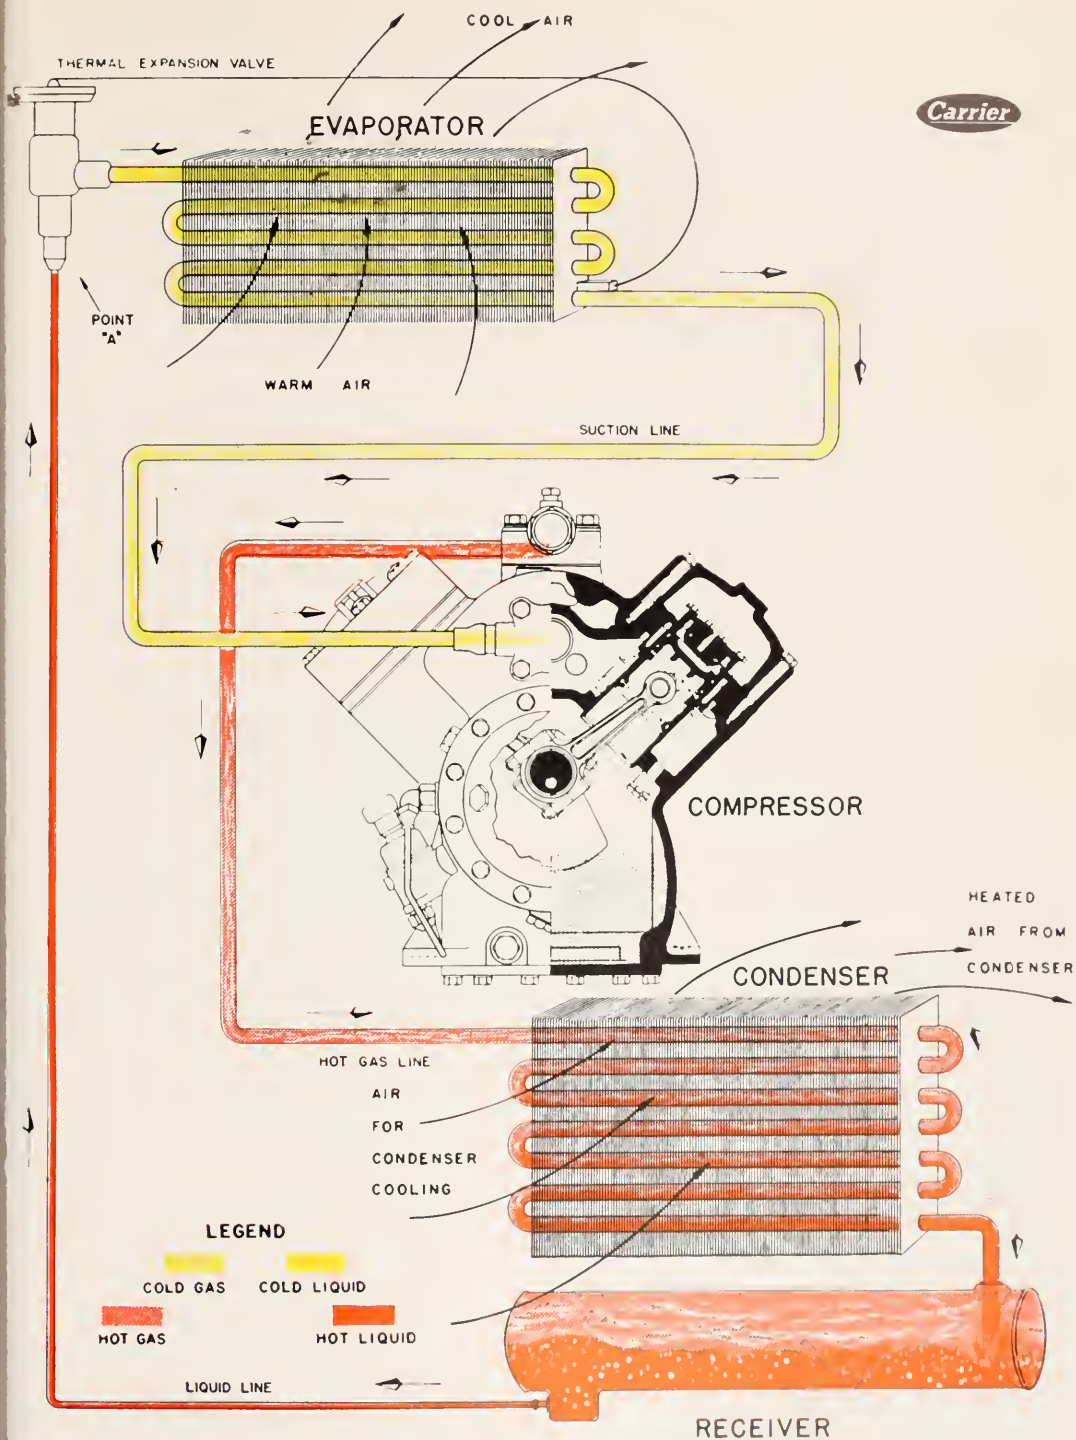 COOL AIR
THERMAL EXPANSION VALVE
EVAPORATOR
Carrier
POINT
"A"
WARM AIR
SUCTION LINE
COMPRESSOR
HEATED
AIR FROM
CONDENSER
CONDENSER
HOT GAS LINE
AIR
FOR
CONDENSER
COOLING
LEGEND
COLD GAS
COLD LIQUID
HOT GAS
HOT LIQUID
LIQUID LINE
RECEIVER